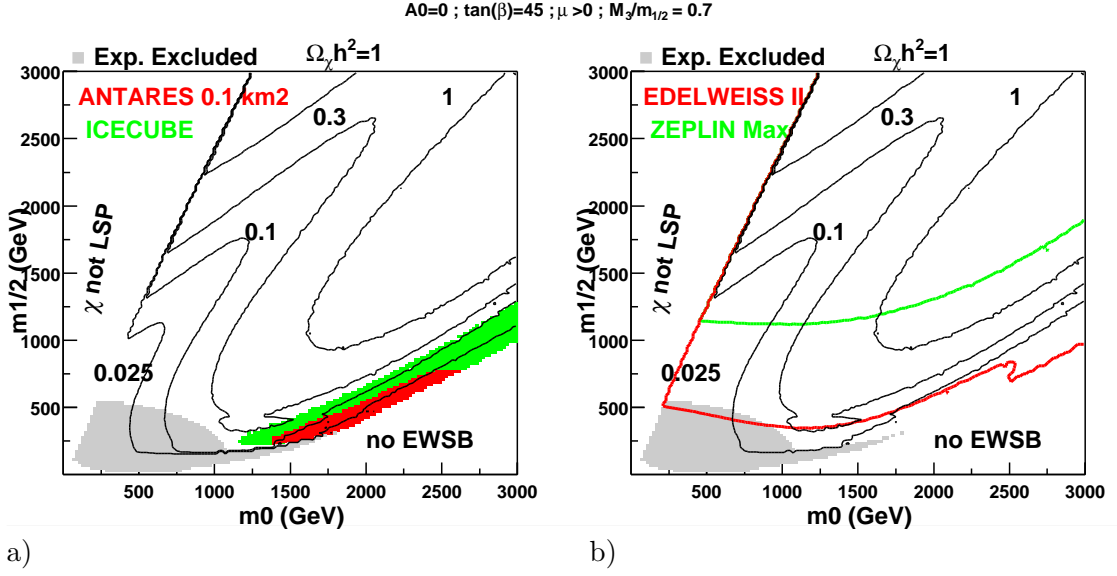 A0=0 ; tan(β)=45 ; μ >0 ; M₃/m₁/₂ = 0.7
Exp. Excluded Ωχh²=1
ANTARES 0.1 km2
ICECUBE
0.3
1
0.1
0.025
χ not LSP
no EWSB
m1/2 (GeV)
3000
2500
2000
1500
1000
500
500 1000 1500 2000 2500 3000
m0 (GeV)
a)
Exp. Excluded Ωχh²=1
EDELWEISS II
ZEPLIN Max
0.3
1
0.1
0.025
χ not LSP
no EWSB
m1/2 (GeV)
3000
2500
2000
1500
1000
500
500 1000 1500 2000 2500 3000
m0 (GeV)
b)